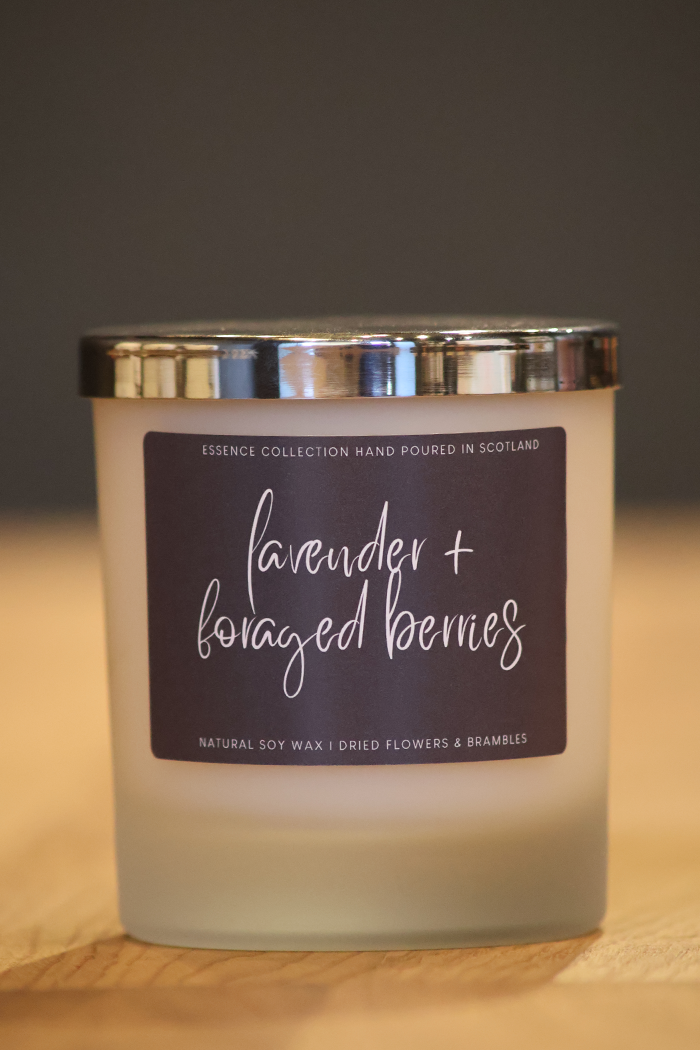 ESSENCE COLLECTION HAND POURED IN SCOTLAND
lavender +
foraged berries
NATURAL SOY WAX | DRIED FLOWERS & BRAMBLES